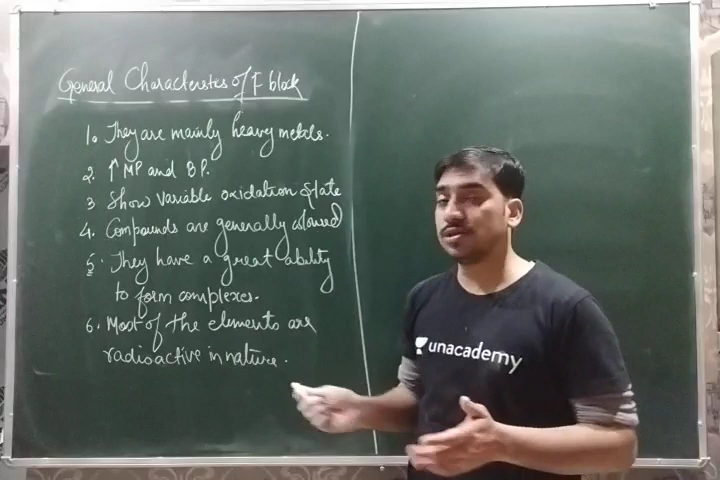 General Characterstes of F block
1. They are mainly heavy metals.
2. ↑ MP and BP.
3 Show variable oxidation state
4. Compounds are generally coloured
5. They have a great ability
to form complexes.
6. Most of the elements are
radioactive in nature.
unacademy